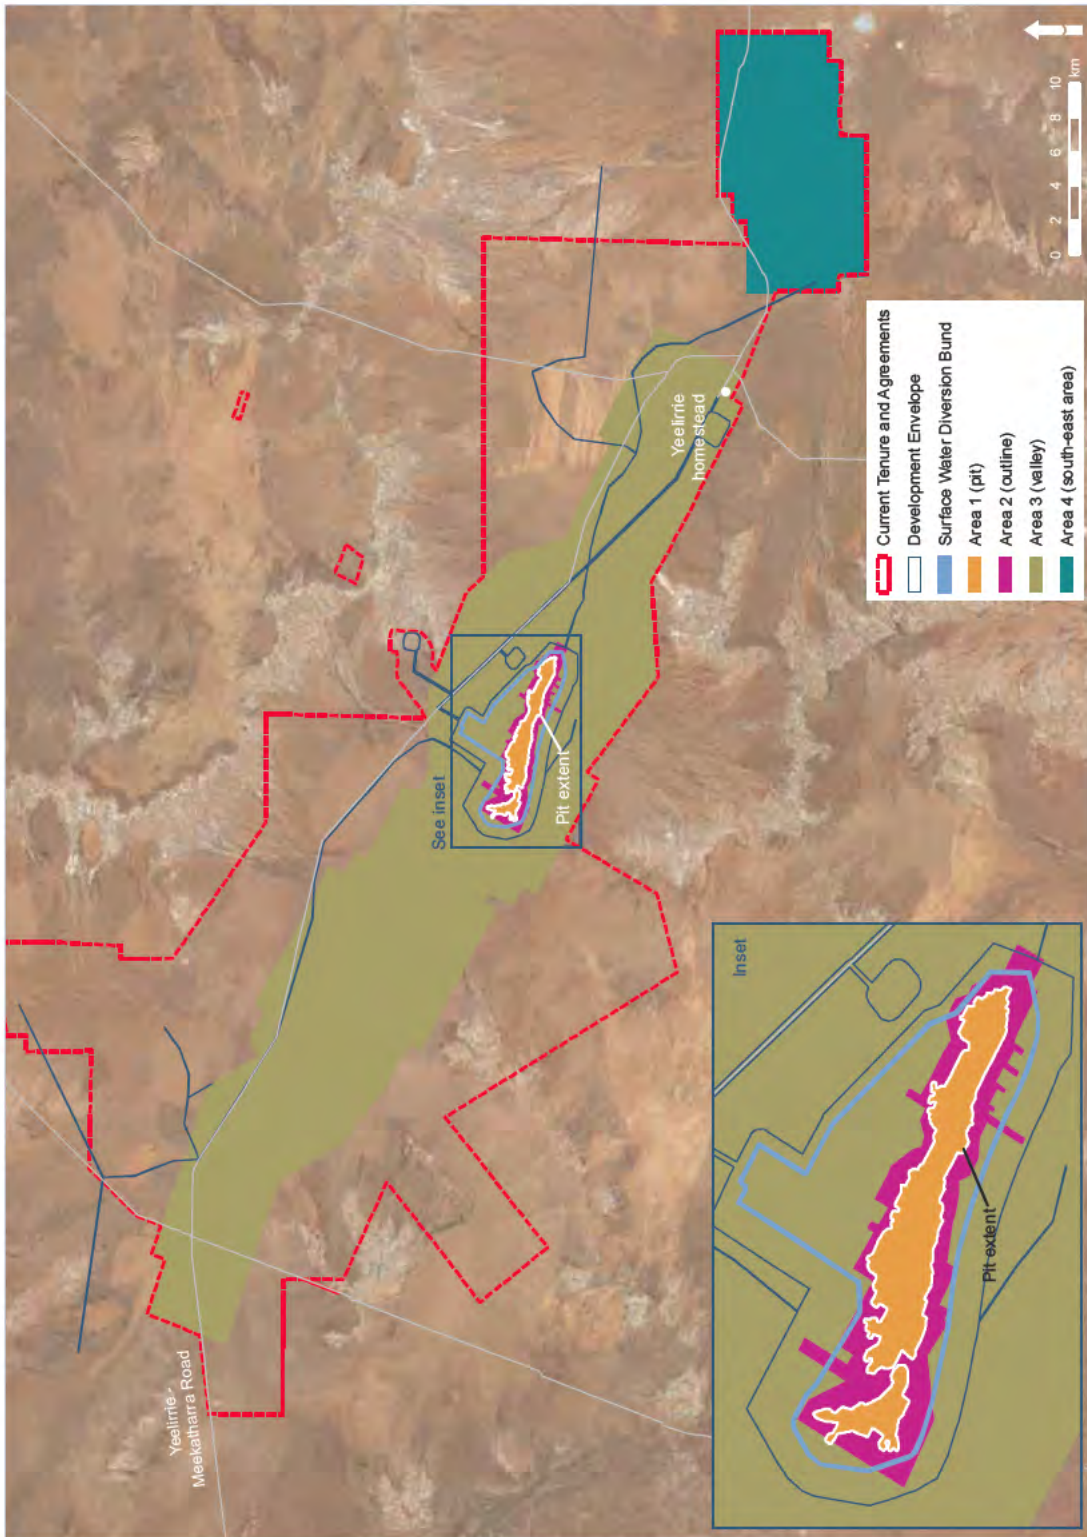 Yeelirrie -
Meekatharra Road
See inset
Pit extent
Yeelirrie
homestead
Inset
Pit extent
0 2 4 6 8 10
km
Current Tenure and Agreements
Development Envelope
Surface Water Diversion Bund
Area 1 (pit)
Area 2 (outline)
Area 3 (valley)
Area 4 (south-east area)